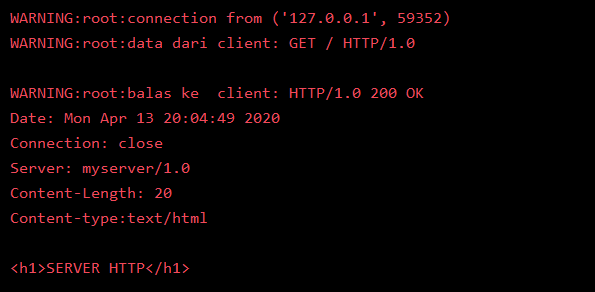 WARNING:root:connection from ('127.0.0.1', 59352)
WARNING:root:data dari client: GET / HTTP/1.0
WARNING:root:balas ke  client: HTTP/1.0 200 OK
Date: Mon Apr 13 20:04:49 2020
Connection: close
Server: myserver/1.0
Content-Length: 20
Content-type:text/html
<h1>SERVER HTTP</h1>